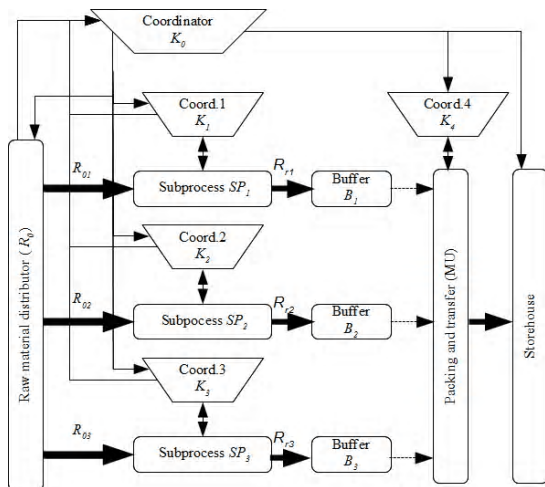 Coordinator
K0
Coord.1
K1
Coord.4
K4
R01
Subprocess SP1
Rr1
Buffer
B1
Coord.2
K2
R02
Subpocess SP2
Rr2
Buffer
B2
Coord.3
K3
R03
Subprocess SP3
Rr3
Buffer
B3
Raw material distributor ( R0)
Packing and transfer (MU)
Storehouse